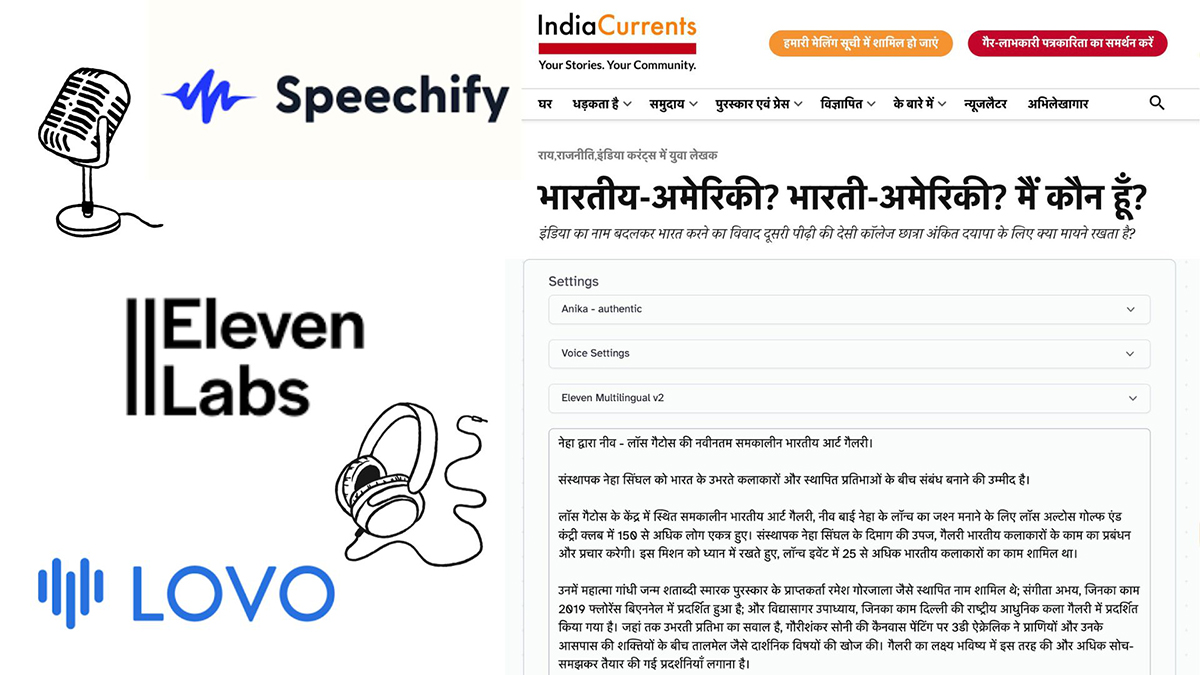 Speechify
IIElevenLabs
LOVO
IndiaCurrents
Your Stories. Your Community.
हमारी मेलिंग सूची में शामिल हो जाएं
गैर-लाभकारी पत्रकारिता का समर्थन करें
घर धड़कता है समुदाय पुरस्कार एवं प्रेस विज्ञापित के बारे में न्यूजलैटर अभिलेखागार
राय,राजनीति,इंडिया करंट्स में युवा लेखक
भारतीय-अमेरिकी? भारती-अमेरिकी? मैं कौन हूँ?
इंडिया का नाम बदलकर भारत करने का विवाद दूसरी पीढ़ी की देसी कॉलेज छात्रा अंकित दयापा के लिए क्या मायने रखता है?
Settings
Anika - authentic
Voice Settings
Eleven Multilingual v2
नेहा द्वारा नीव - लॉस गैटोस की नवीनतम समकालीन भारतीय आर्ट गैलरी।
संस्थापक नेहा सिंघल को भारत के उभरते कलाकारों और स्थापित प्रतिभाओं के बीच संबंध बनाने की उम्मीद है।
लॉस गैटोस के केंद्र में स्थित समकालीन भारतीय आर्ट गैलरी, नीव बाई नेहा के लॉन्च का जश्न मनाने के लिए लॉस अल्टोस गोल्फ एंड
कंट्री क्लब में 150 से अधिक लोग एकत्र हुए। संस्थापक नेहा सिंघल के दिमाग की उपज, गैलरी भारतीय कलाकारों के काम का प्रबंधन
और प्रचार करेगी। इस मिशन को ध्यान में रखते हुए, लॉन्च इवेंट में 25 से अधिक भारतीय कलाकारों का काम शामिल था।
उनमें महात्मा गांधी जन्म शताब्दी स्मारक पुरस्कार के प्राप्तकर्ता रमेश गोरजाला जैसे स्थापित नाम शामिल थे; संगीता अभय, जिनका काम
2019 फ्लोरेंस बिएननेल में प्रदर्शित हुआ है; और विद्यासागर उपाध्याय, जिनका काम दिल्ली की राष्ट्रीय आधुनिक कला गैलरी में प्रदर्शित
किया गया है। जहां तक उभरती प्रतिभा का सवाल है, गौरीशंकर सोनी की कैनवास पेंटिंग पर 3डी ऐक्रेलिक ने प्राणियों और उनके
आसपास की शक्तियों के बीच तालमेल जैसे दार्शनिक विषयों की खोज की। गैलरी का लक्ष्य भविष्य में इस तरह की और अधिक सोच-
समझकर तैयार की गई प्रदर्शनियाँ लगाना है।